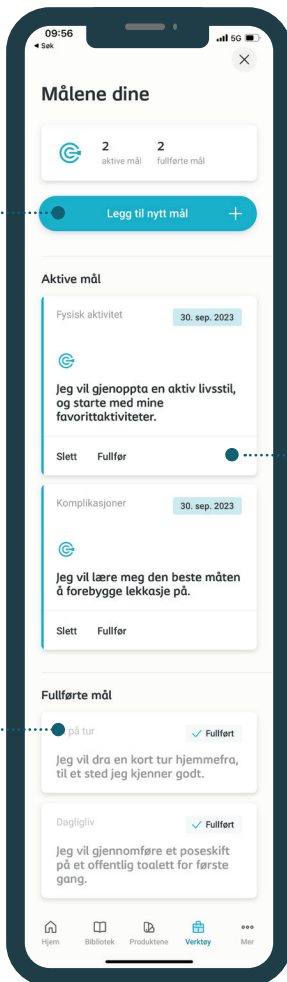 09:56
5G
Søk
Målene dine
2 2
aktive mål fullførte mål
Legg til nytt mål
Aktive mål
Fysisk aktivitet 30. sep. 2023
Jeg vil gjenoppta en aktiv livsstil,
og starte med mine
favorittaktiviteter.
Slett Fullfør
Komplikasjoner 30. sep. 2023
Jeg vil lære meg den beste måten
å forebygge lekkasje på.
Slett Fullfør
Fullførte mål
på tur Fullført
Jeg vil dra en kort tur hjemmefra,
til et sted jeg kjenner godt.
Dagligliv Fullført
Jeg vil gjennomføre et poseskift
på et offentlig toalett for første
gang.
Hjem Bibliotek Produktene Verktøy Mer